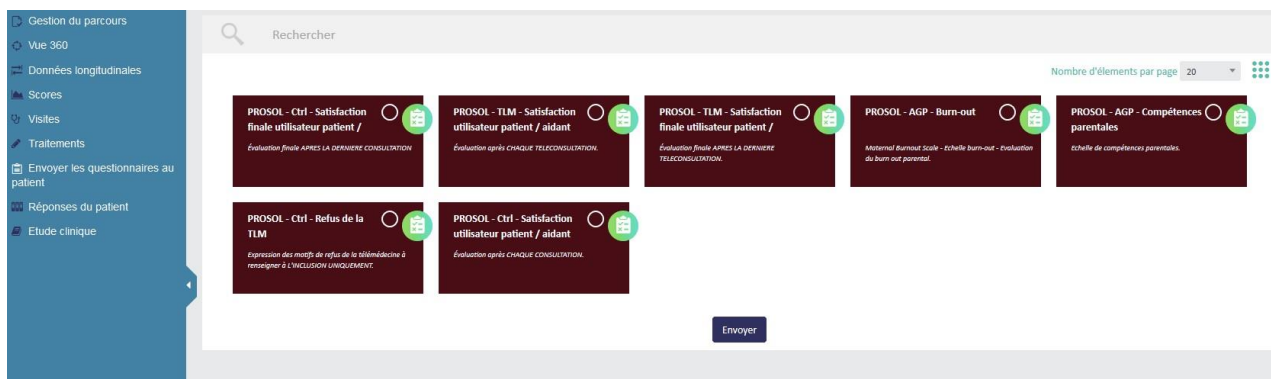 Gestion du parcours
Vue 360
Données longitudinales
Scores
Visites
Traitements
Envoyer les questionnaires au
patient
Réponses du patient
Etude clinique
Rechercher
Nombre d'élements par page 20
PROSOL - Ctrl - Satisfaction
finale utilisateur patient /
Évaluation finale APRES LA DERNIERE CONSULTATION
PROSOL - TLM - Satisfaction
utilisateur patient / aidant
Évaluation après CHAQUE TELECONSULTATION.
PROSOL - TLM - Satisfaction
finale utilisateur patient /
Évaluation finale APRES LA DERNIERE
TELECONSULTATION.
PROSOL - AGP - Burn-out
Maternal Burnout Scale - Echelle burn-out - Evaluation
du burn out parental.
PROSOL - AGP - Compétences
parentales
Echelle de compétences parentales.
PROSOL - Ctrl - Refus de la
TLM
Expression des motifs de refus de la télémédecine à
renseigner à L'INCLUSION UNIQUEMENT.
PROSOL - Ctrl - Satisfaction
utilisateur patient / aidant
Évaluation après CHAQUE CONSULTATION.
Envoyer